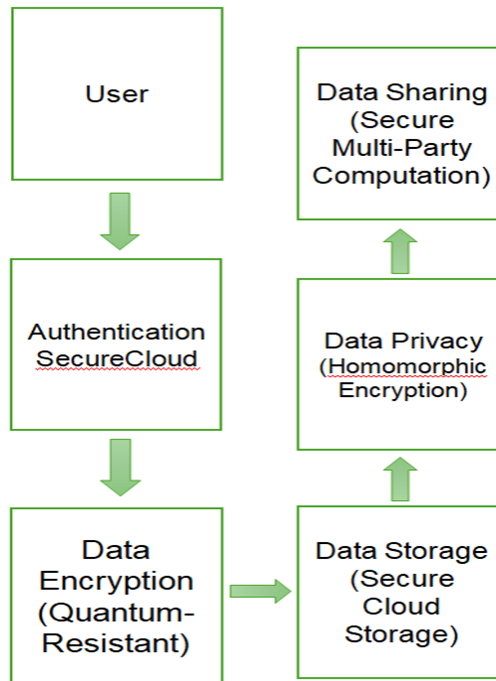 User
Authentication
SecureCloud
Data
Encryption
(Quantum-
Resistant)
Data Storage
(Secure
Cloud
Storage)
Data Privacy
(Homomorphic
Encryption)
Data Sharing
(Secure
Multi-Party
Computation)